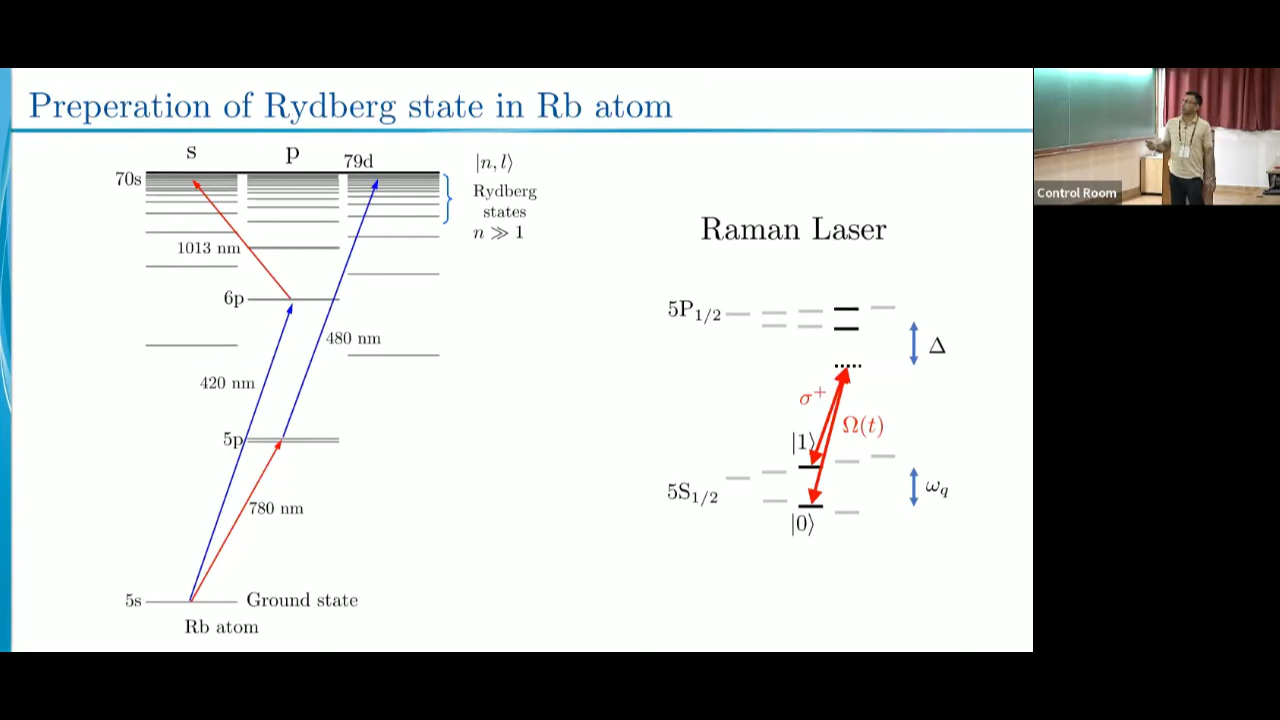 Preperation of Rydberg state in Rb atom
s
p
79d
|n, l⟩
70s
Rydberg
states
n ≫ 1
1013 nm
6p
480 nm
420 nm
5p
780 nm
5s
Ground state
Rb atom
Raman Laser
5P1/2
Δ
σ+
Ω(t)
|1⟩
5S1/2
ωq
|0⟩
Control Room